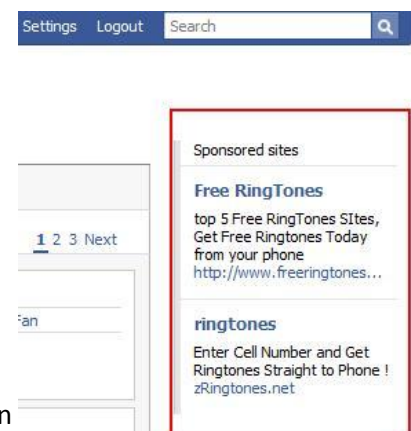 Settings Logout Search
Sponsored sites
Free RingTones
top 5 Free RingTones SItes,
Get Free Ringtones Today
from your phone
http://www.freeringtones...
1 2 3 Next
Fan
ringtones
Enter Cell Number and Get
Ringtones Straight to Phone !
zRingtones.net
n